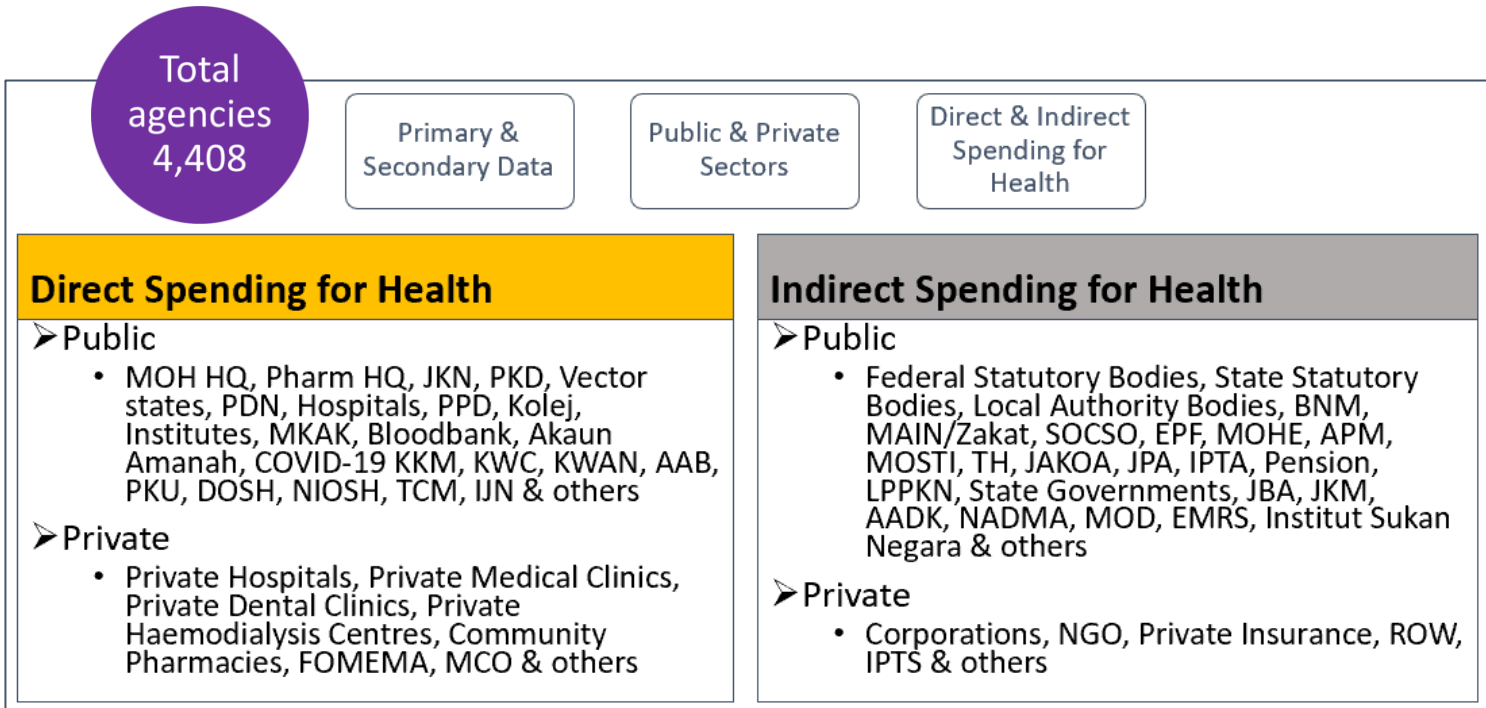 Total
agencies
4,408
Primary &
Secondary Data
Public & Private
Sectors
Direct & Indirect
Spending for
Health
Direct Spending for Health
➢Public
• MOH HQ, Pharm HQ, JKN, PKD, Vector
states, PDN, Hospitals, PPD, Kolej,
Institutes, MKAK, Bloodbank, Akaun
Amanah, COVID-19 KKM, KWC, KWAN, AAB,
PKU, DOSH, NIOSH, TCM, IJN & others
➢Private
• Private Hospitals, Private Medical Clinics,
Private Dental Clinics, Private
Haemodialysis Centres, Community
Pharmacies, FOMEMA, MCO & others
Indirect Spending for Health
➢Public
• Federal Statutory Bodies, State Statutory
Bodies, Local Authority Bodies, BNM,
MAIN/Zakat, SOCSO, EPF, MOHE, APM,
MOSTI, TH, JAKOA, JPA, IPTA, Pension,
LPPKN, State Governments, JBA, JKM,
AADK, NADMA, MOD, EMRS, Institut Sukan
Negara & others
➢Private
• Corporations, NGO, Private Insurance, ROW,
IPTS & others